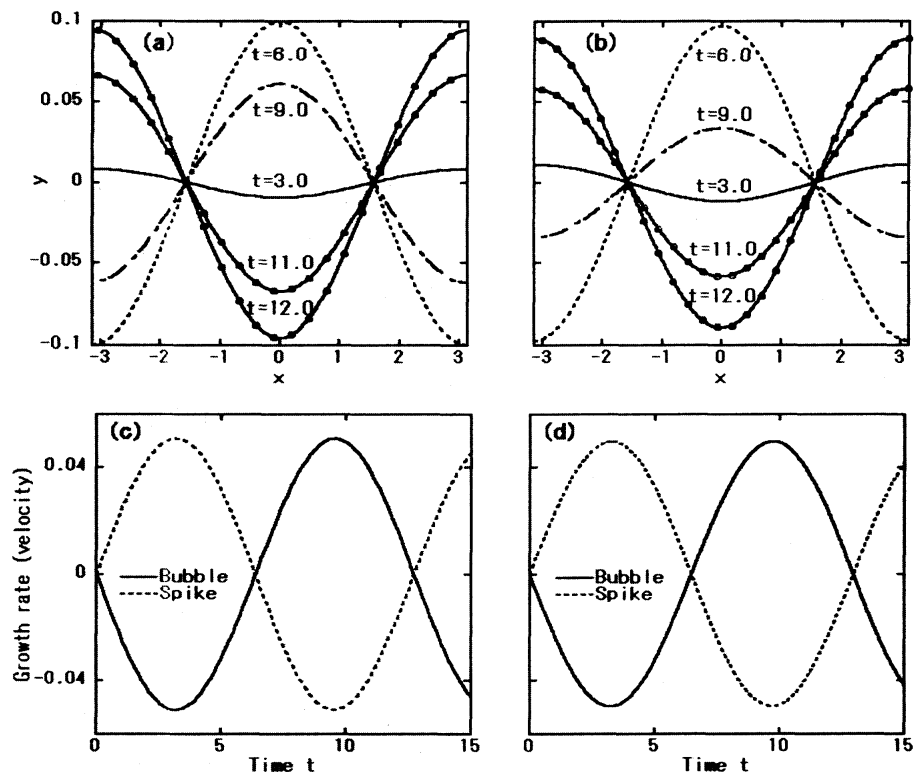 (a)
0.1
0.05
y 0
-0.05
-0.1
t=6.0
t=9.0
t=3.0
t=11.0
t=12.0
-3 -2 -1 0 1 2 3
x
(b)
t=6.0
t=9.0
t=3.0
t=11.0
t=12.0
-3 -2 -1 0 1 2 3
x
(c)
Growth rate (velocity)
0.04
0
-0.04
Bubble
Spike
0 5 10 15
Time t
(d)
Bubble
Spike
0 5 10 15
Time t